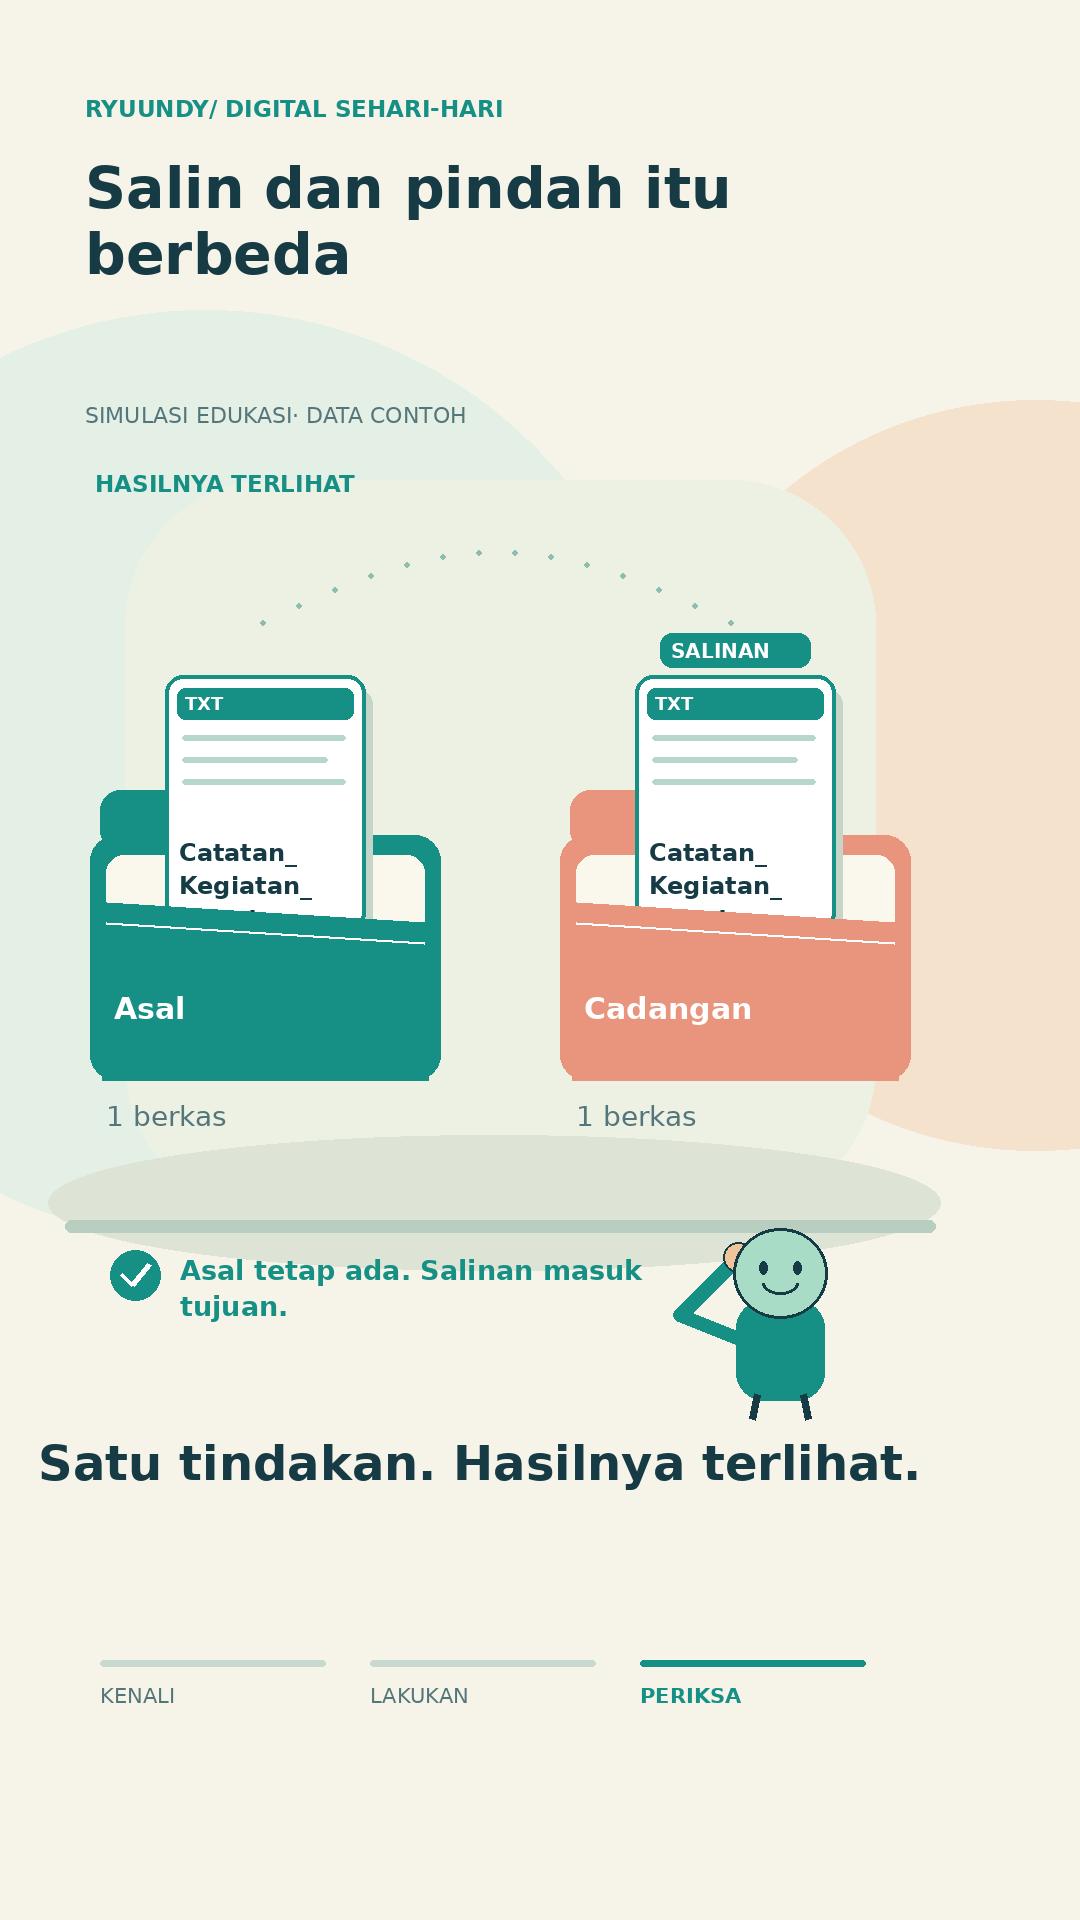 RYUUNDY/ DIGITAL SEHARI-HARI
Salin dan pindah itu
berbeda
SIMULASI EDUKASI· DATA CONTOH
HASILNYA TERLIHAT
SALINAN
TXT
TXT
Catatan_
Kegiatan_
Catatan_
Kegiatan_
Asal
Cadangan
1 berkas
1 berkas
Asal tetap ada. Salinan masuk
tujuan.
Satu tindakan. Hasilnya terlihat.
KENALI
LAKUKAN
PERIKSA